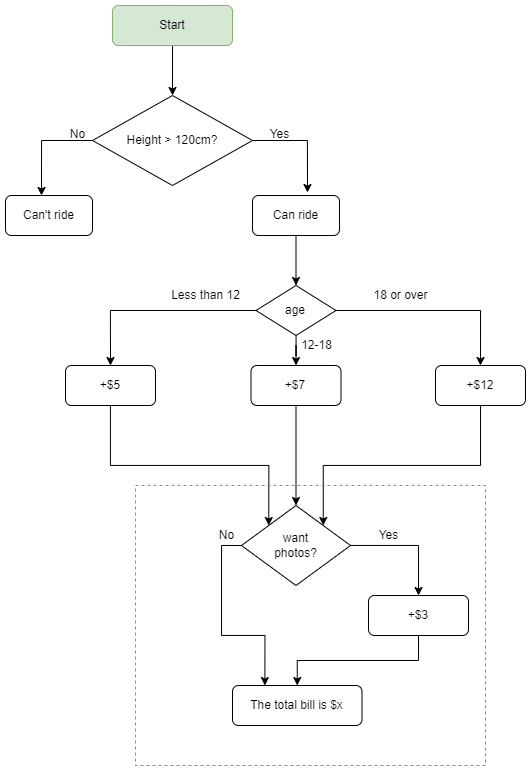 Start
Height > 120cm?
No
Yes
Can't ride
Can ride
Less than 12
age
18 or over
12-18
+$5
+$7
+$12
want
photos?
No
Yes
+$3
The total bill is $x